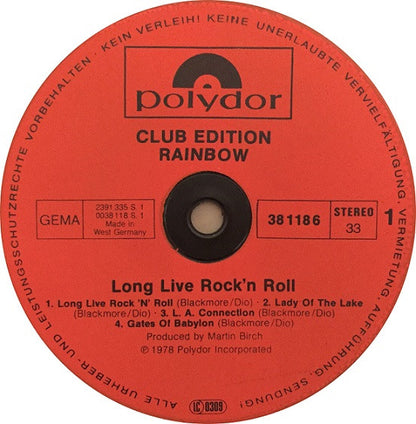 ALLE URHEBER- UND LEISTUNGSSCHUTZRECHTE VORBEHALTEN · KEIN VERLEIH! KEINE UNERLAUBTE VERVIELFÄLTIGUNG, VERMIETUNG, AUFFÜHRUNG, SENDUNG!
polydor
CLUB EDITION
RAINBOW
GEMA
2391 335 S. 1
0038 118 S. 1
Made in
West Germany
38 118 6
STEREO
33
1
Long Live Rock'n Roll
1. Long Live Rock 'N' Roll (Blackmore/Dio) · 2. Lady Of The Lake
(Blackmore/Dio) · 3. L. A. Connection (Blackmore/Dio)
4. Gates Of Babylon (Blackmore/Dio)
Produced by Martin Birch
℗ 1978 Polydor Incorporated
LC 0309